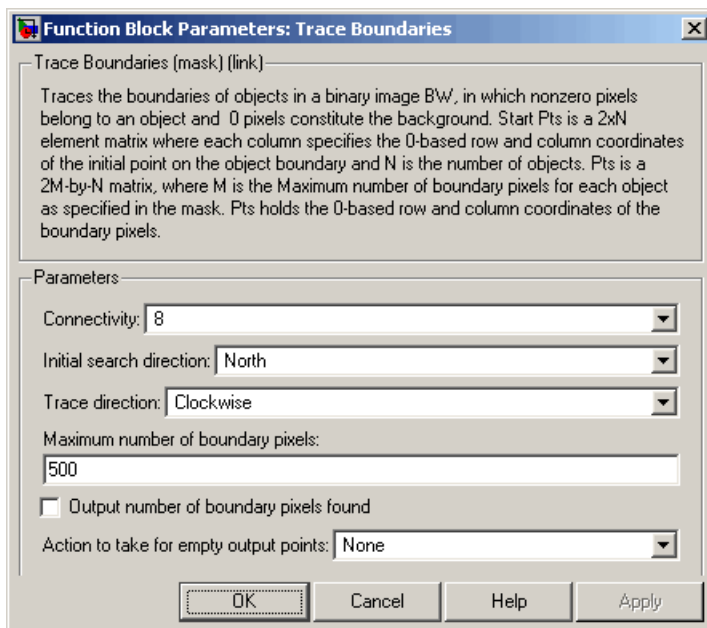 Function Block Parameters: Trace Boundaries
Trace Boundaries (mask) (link)
Traces the boundaries of objects in a binary image BW, in which nonzero pixels
belong to an object and 0 pixels constitute the background. Start Pts is a 2xN
element matrix where each column specifies the 0-based row and column coordinates
of the initial point on the object boundary and N is the number of objects. Pts is a
2M-by-N matrix, where M is the Maximum number of boundary pixels for each object
as specified in the mask. Pts holds the 0-based row and column coordinates of the
boundary pixels.
Parameters
Connectivity: 8
Initial search direction: North
Trace direction: Clockwise
Maximum number of boundary pixels:
500
Output number of boundary pixels found
Action to take for empty output points: None
OK Cancel Help Apply